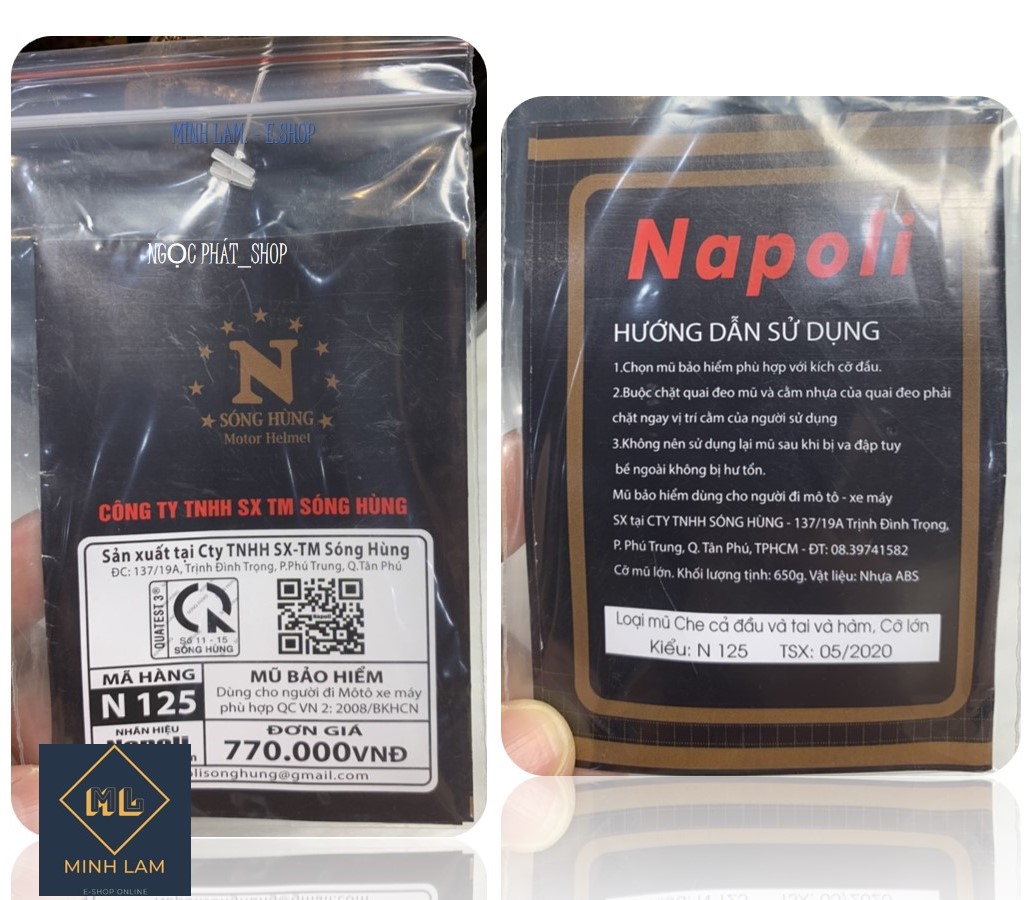 MINH LAM - E.SHOP
NGỌC PHÁT_SHOP
N
SÓNG HÙNG
Motor Helmet
CÔNG TY TNHH SX TM SÓNG HÙNG
Sản xuất tại Cty TNHH SX-TM Sóng Hùng
ĐC: 137/19A, Trịnh Đình Trọng, P.Phú Trung, Q.Tân Phú
QUATEST 3®
Số 11 - 15
SÓNG HÙNG
MÃ HÀNG
N 125
MŨ BẢO HIỂM
Dùng cho người đi Môtô xe máy
phù hợp QC VN 2: 2008/BKHCN
NHÃN HIỆU
Napoli
ĐƠN GIÁ
770.000VNĐ
olisonghung@gmail.com
ML
MINH LAM
E-SHOP ONLINE
Napoli
HƯỚNG DẪN SỬ DỤNG
1.Chọn mũ bảo hiểm phù hợp với kích cỡ đầu.
2.Buộc chặt quai đeo mũ và cằm nhựa của quai đeo phải
chặt ngay vị trí cằm của người sử dụng
3.Không nên sử dụng lại mũ sau khi bị va đập tuy
bề ngoài không bị hư tổn.
Mũ bảo hiểm dùng cho người đi mô tô - xe máy
SX tại CTY TNHH SÓNG HÙNG - 137/19A Trịnh Đình Trọng,
P. Phú Trung, Q. Tân Phú, TPHCM - ĐT: 08.39741582
Cỡ mũ lớn. Khối lượng tịnh: 650g. Vật liệu: Nhựa ABS
Loại mũ Che cả đầu và tai và hàm, Cỡ lớn
Kiểu: N 125 TSX: 05/2020